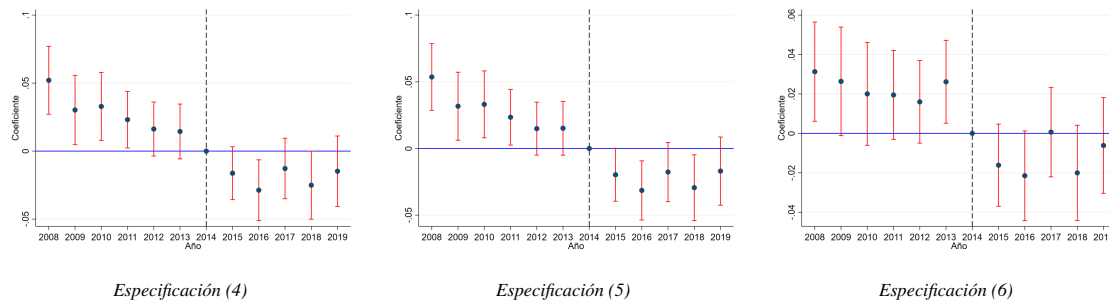 .1
.05
0
-.05
Coeficiente
2008 2009 2010 2011 2012 2013 2014 2015 2016 2017 2018 2019
Año
Especificación (4)
.1
.05
0
-.05
Coeficiente
2008 2009 2010 2011 2012 2013 2014 2015 2016 2017 2018 2019
Año
Especificación (5)
.06
.04
.02
0
-.02
-.04
Coeficiente
2008 2009 2010 2011 2012 2013 2014 2015 2016 2017 2018 201
Año
Especificación (6)